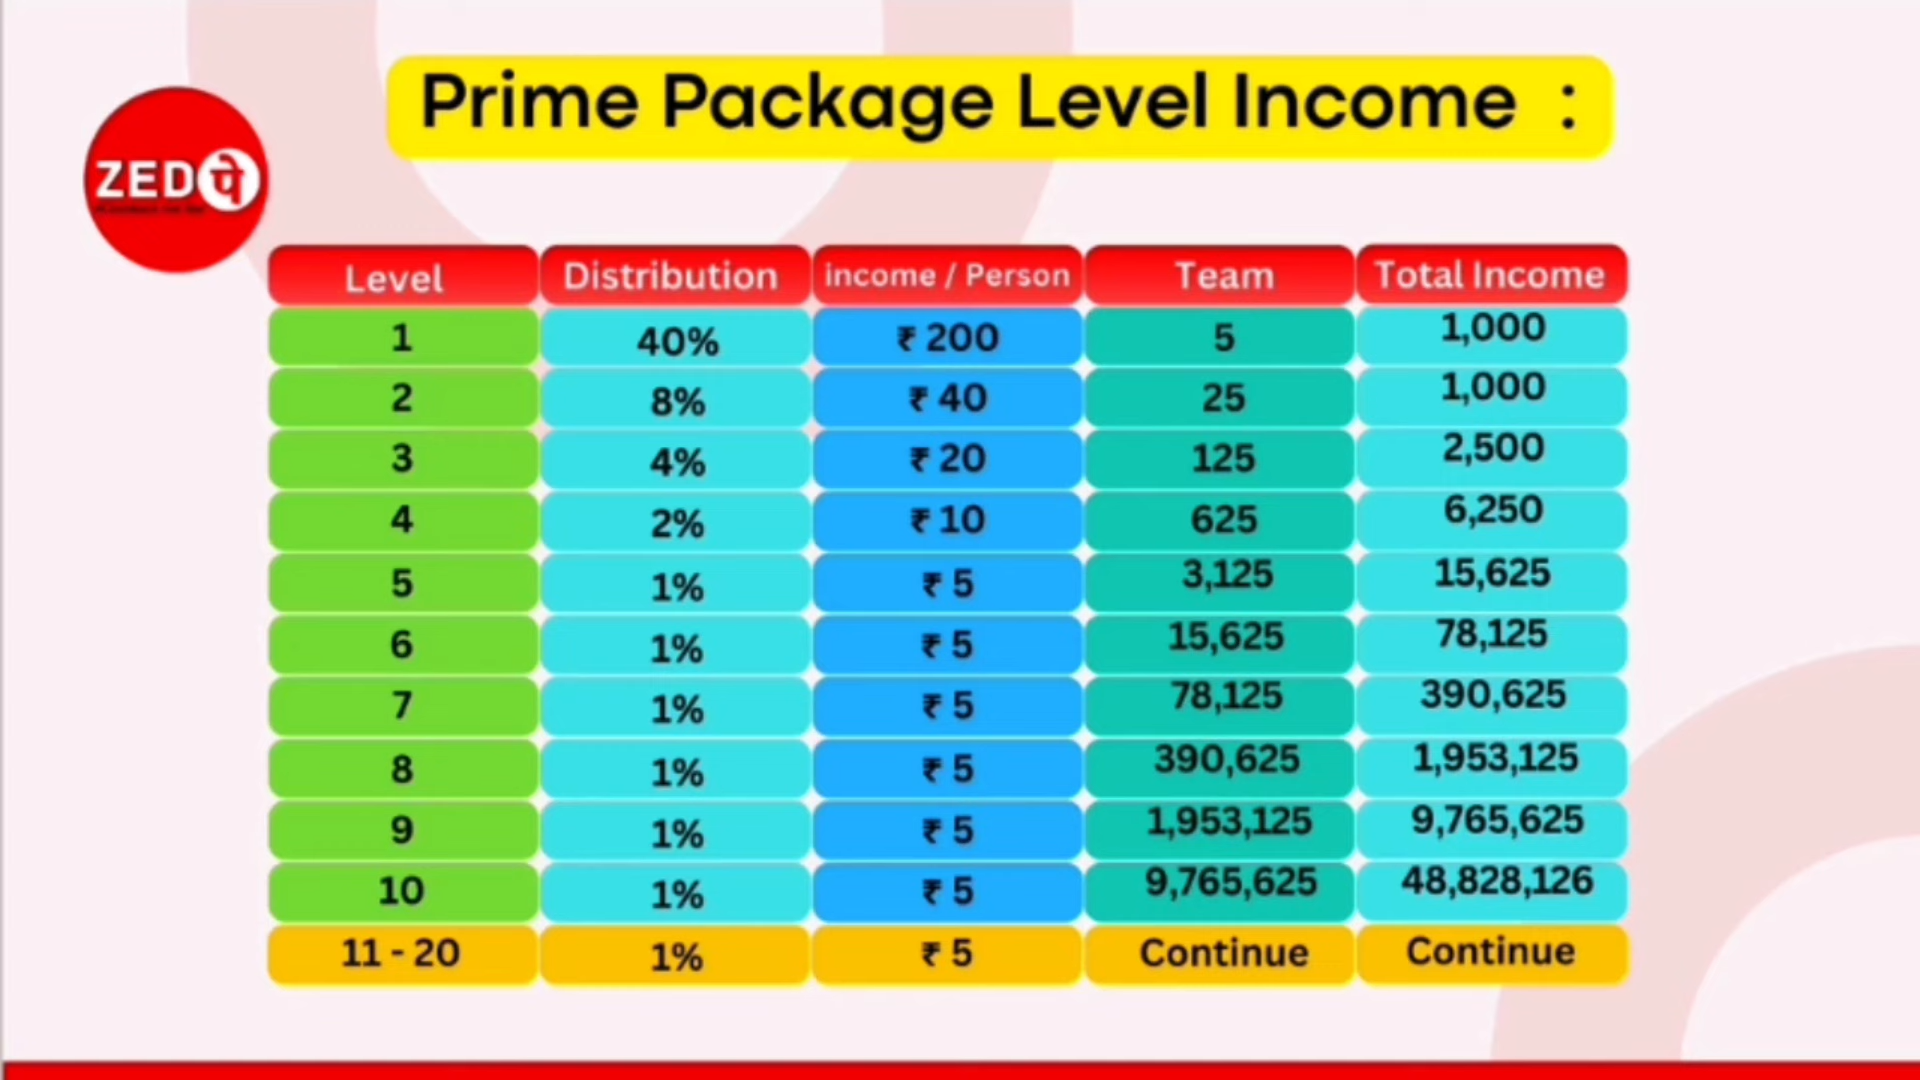 Prime Package Level Income :
ZEDपे
Level Distribution income / Person Team Total Income
1 40% ₹ 200 5 1,000
2 8% ₹ 40 25 1,000
3 4% ₹ 20 125 2,500
4 2% ₹ 10 625 6,250
5 1% ₹ 5 3,125 15,625
6 1% ₹ 5 15,625 78,125
7 1% ₹ 5 78,125 390,625
8 1% ₹ 5 390,625 1,953,125
9 1% ₹ 5 1,953,125 9,765,625
10 1% ₹ 5 9,765,625 48,828,126
11 - 20 1% ₹ 5 Continue Continue